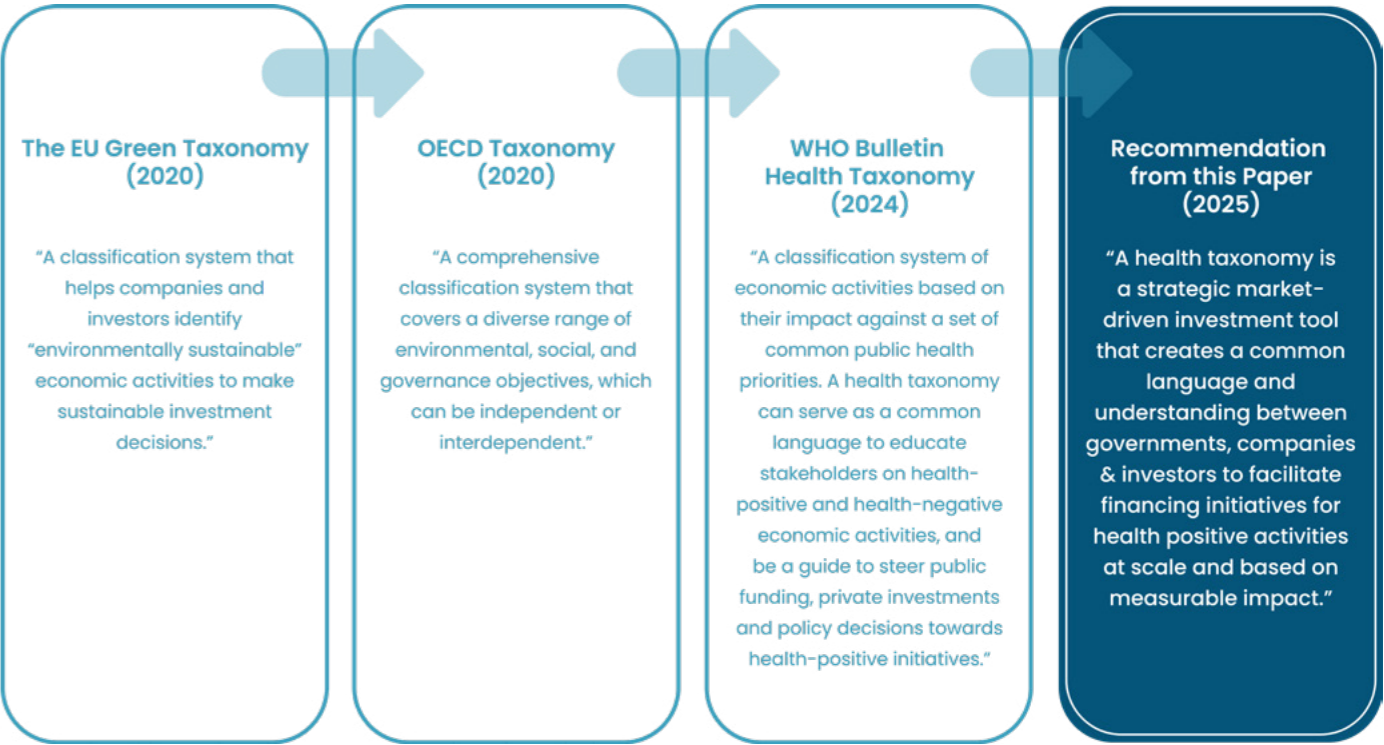 The EU Green Taxonomy
(2020)
“A classification system that
helps companies and
investors identify
“environmentally sustainable”
economic activities to make
sustainable investment
decisions.”
OECD Taxonomy
(2020)
“A comprehensive
classification system that
covers a diverse range of
environmental, social, and
governance objectives, which
can be independent or
interdependent.”
WHO Bulletin
Health Taxonomy
(2024)
“A classification system of
economic activities based on
their impact against a set of
common public health
priorities. A health taxonomy
can serve as a common
language to educate
stakeholders on health-
positive and health-negative
economic activities, and
be a guide to steer public
funding, private investments
and policy decisions towards
health-positive initiatives.”
Recommendation
from this Paper
(2025)
“A health taxonomy is
a strategic market-
driven investment tool
that creates a common
language and
understanding between
governments, companies
& investors to facilitate
financing initiatives for
health positive activities
at scale and based on
measurable impact.”